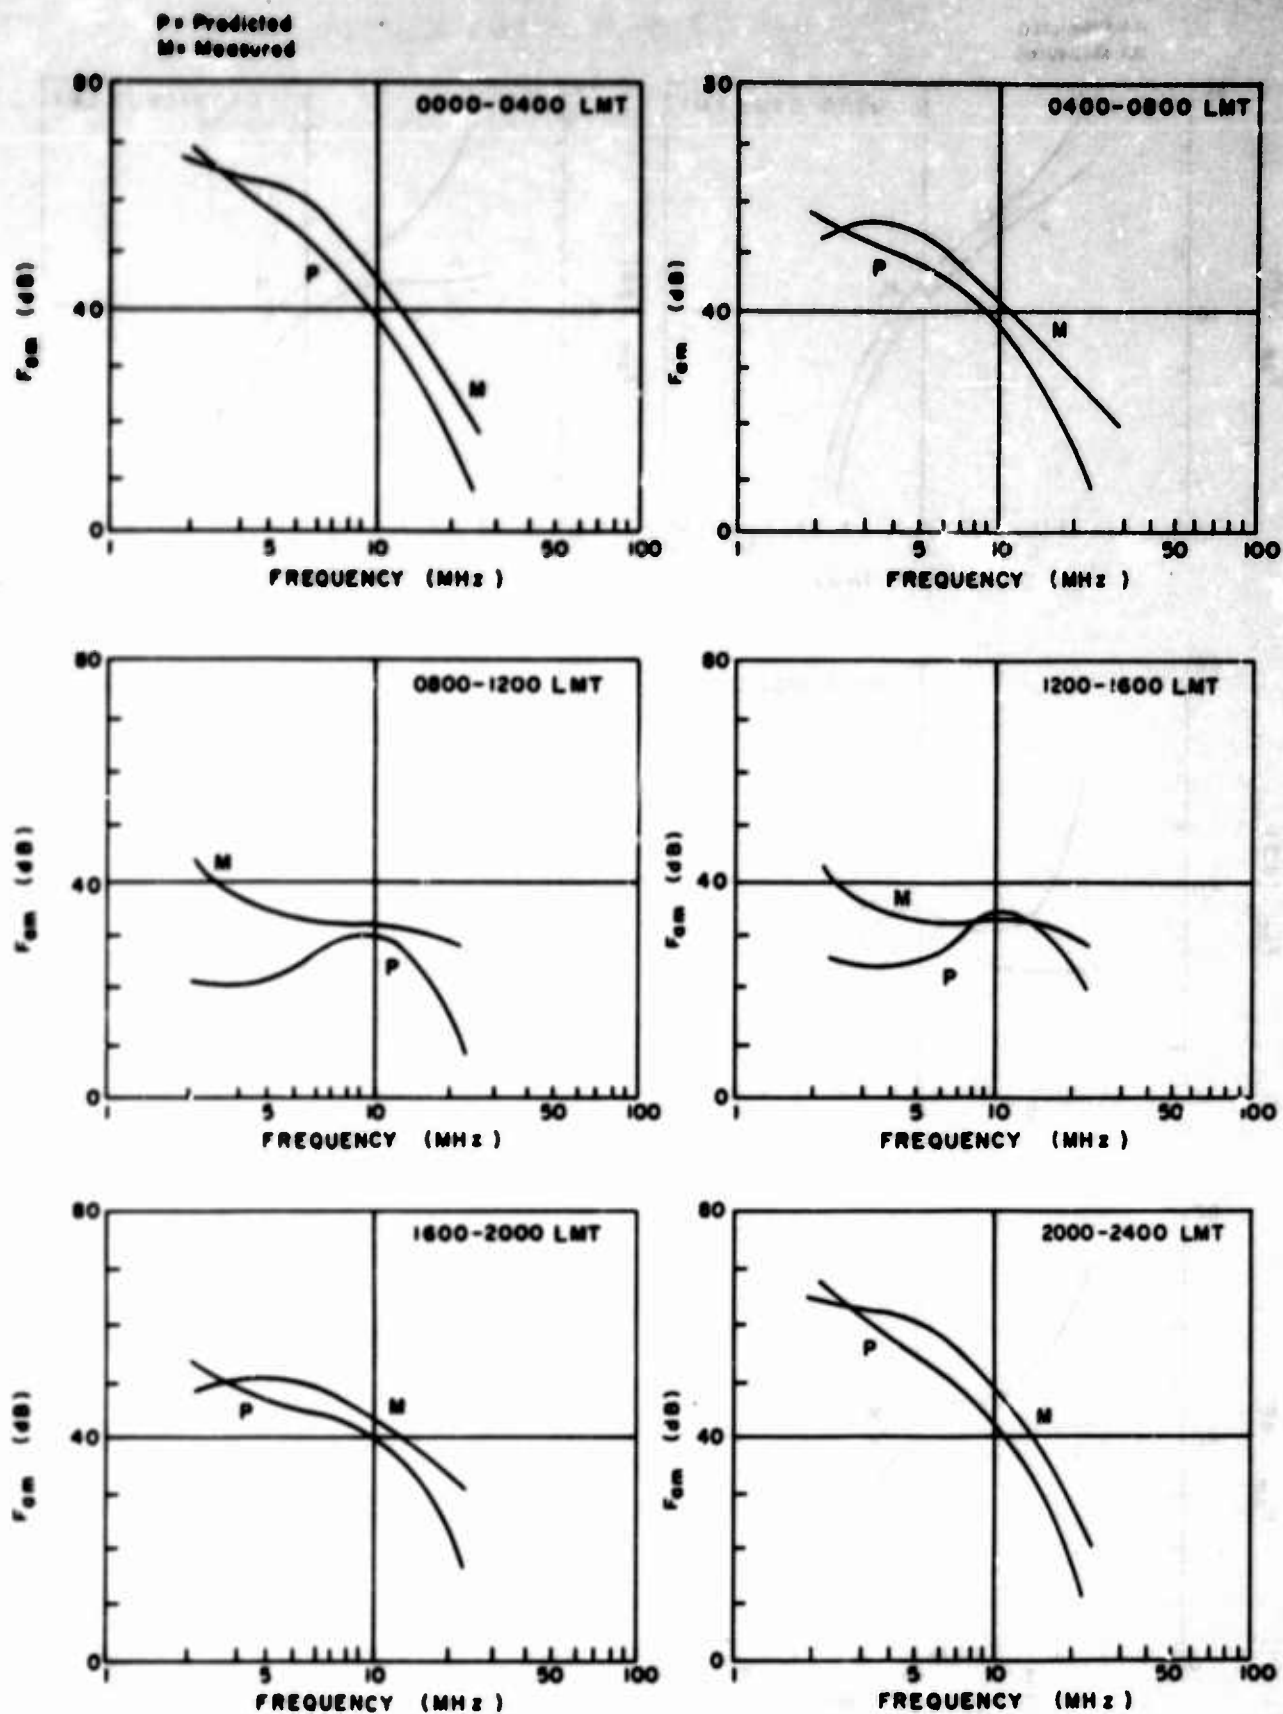 P= Predicted
M= Measured
80
0000-0400 LMT
P
40
M
Fam (dB)
0
1 5 10 50 100
FREQUENCY (MHz)
80
0400-0800 LMT
P
40
M
Fam (dB)
0
1 5 10 50 100
FREQUENCY (MHz)
80
0800-1200 LMT
M
40
P
Fam (dB)
0
1 5 10 50 100
FREQUENCY (MHz)
80
1200-1600 LMT
40
M
P
Fam (dB)
0
1 5 10 50 100
FREQUENCY (MHz)
80
1600-2000 LMT
P
M
40
Fam (dB)
0
1 5 10 50 100
FREQUENCY (MHz)
80
2000-2400 LMT
P
M
40
Fam (dB)
0
1 5 10 50 100
FREQUENCY (MHz)